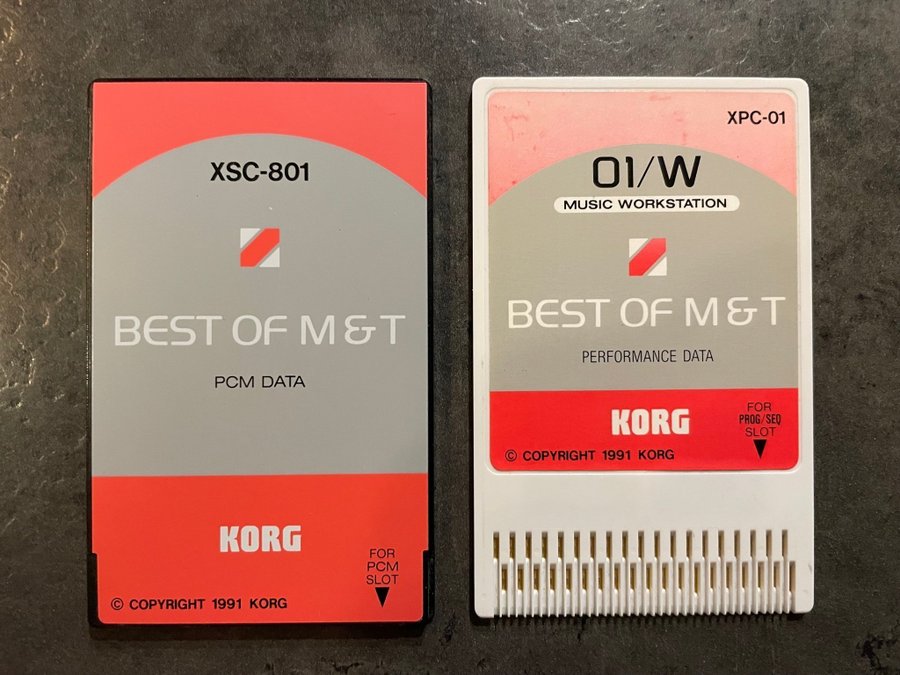 XSC-801
BEST OF M & T
PCM DATA
KORG
FOR
PCM
SLOT
© COPYRIGHT 1991 KORG
XPC-01
01/W
MUSIC WORKSTATION
BEST OF M & T
PERFORMANCE DATA
KORG
FOR
PROG/SEQ
SLOT
© COPYRIGHT 1991 KORG